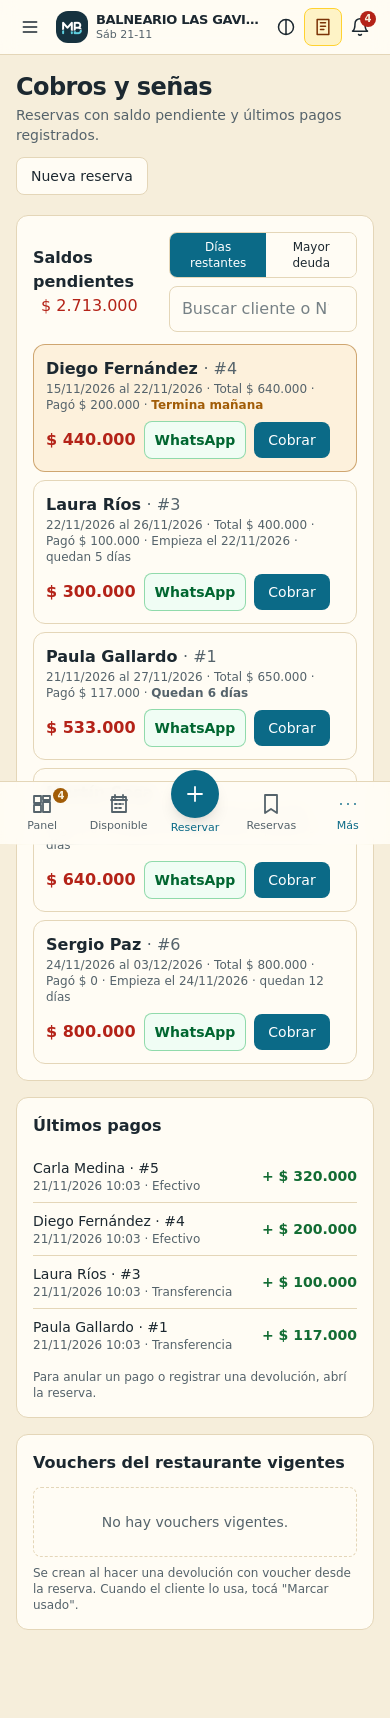 MB
BALNEARIO LAS GAVI...
Sáb 21-11
4
Cobros y señas
Reservas con saldo pendiente y últimos pagos
registrados.
Nueva reserva
Saldos
pendientes
$ 2.713.000
Días
restantes
Mayor
deuda
Buscar cliente o N
Diego Fernández · #4
15/11/2026 al 22/11/2026 · Total $ 640.000 ·
Pagó $ 200.000 · Termina mañana
$ 440.000 WhatsApp Cobrar
Laura Ríos · #3
22/11/2026 al 26/11/2026 · Total $ 400.000 ·
Pagó $ 100.000 · Empieza el 22/11/2026 ·
quedan 5 días
$ 300.000 WhatsApp Cobrar
Paula Gallardo · #1
21/11/2026 al 27/11/2026 · Total $ 650.000 ·
Pagó $ 117.000 · Quedan 6 días
$ 533.000 WhatsApp Cobrar
4
Panel Disponible Reservar Reservas Más
días
$ 640.000 WhatsApp Cobrar
Sergio Paz · #6
24/11/2026 al 03/12/2026 · Total $ 800.000 ·
Pagó $ 0 · Empieza el 24/11/2026 · quedan 12
días
$ 800.000 WhatsApp Cobrar
Últimos pagos
Carla Medina · #5
21/11/2026 10:03 · Efectivo
+ $ 320.000
Diego Fernández · #4
21/11/2026 10:03 · Efectivo
+ $ 200.000
Laura Ríos · #3
21/11/2026 10:03 · Transferencia
+ $ 100.000
Paula Gallardo · #1
21/11/2026 10:03 · Transferencia
+ $ 117.000
Para anular un pago o registrar una devolución, abrí
la reserva.
Vouchers del restaurante vigentes
No hay vouchers vigentes.
Se crean al hacer una devolución con voucher desde
la reserva. Cuando el cliente lo usa, tocá "Marcar
usado".